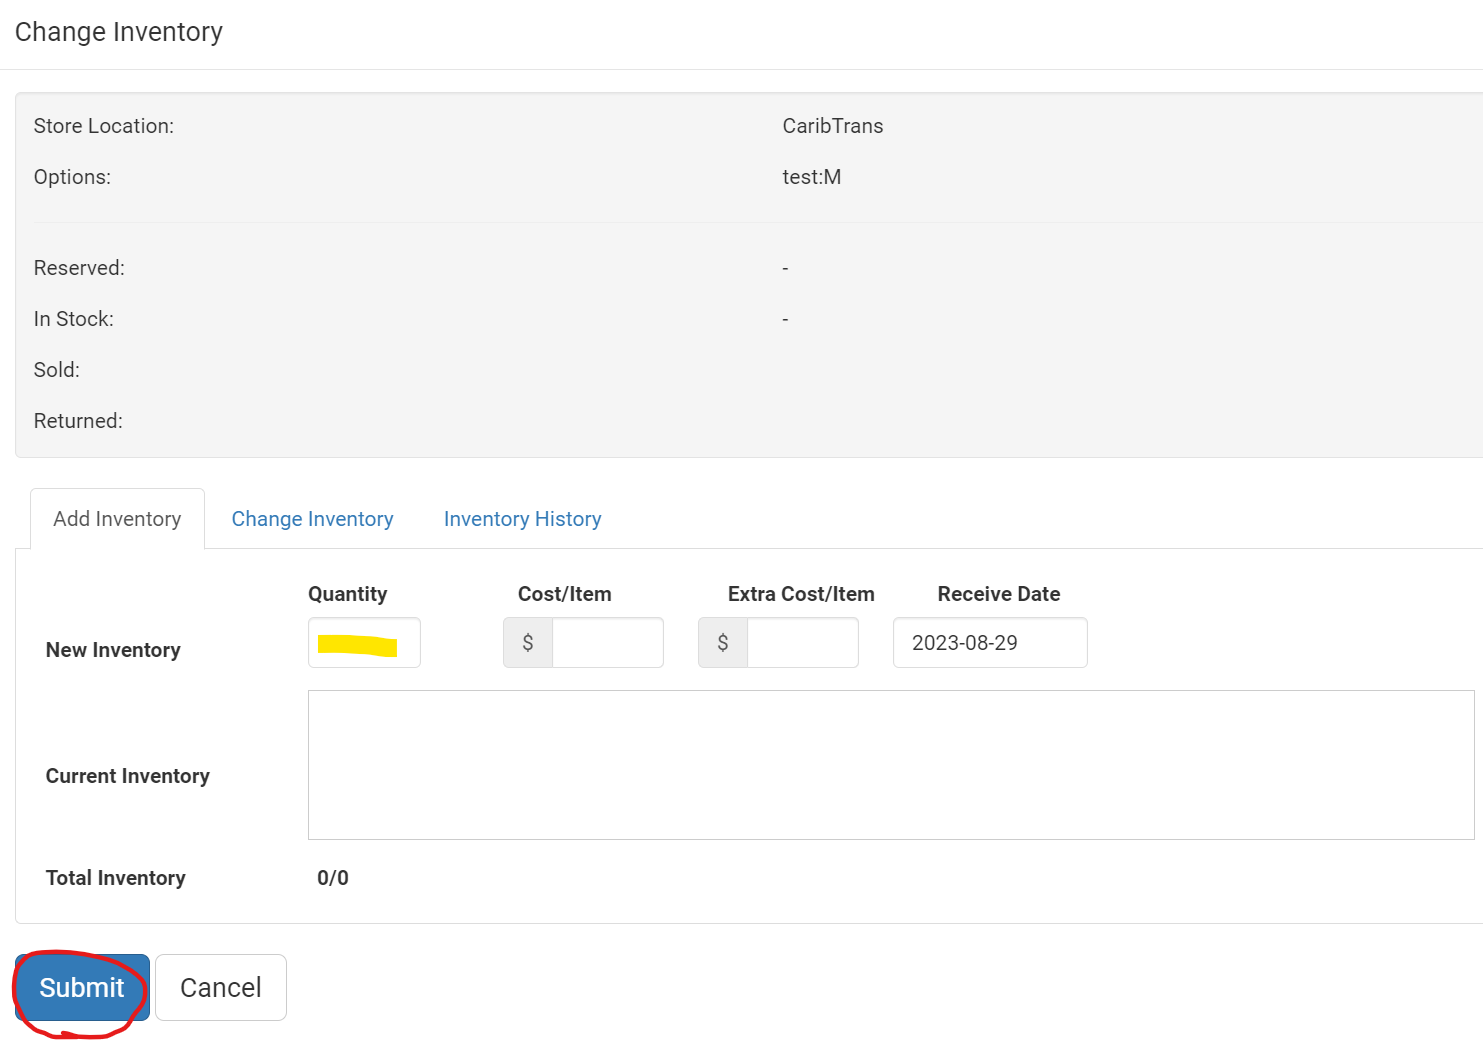 Change Inventory
Store Location: CaribTrans
Options: test:M
Reserved: -
In Stock: -
Sold:
Returned:
Add Inventory Change Inventory Inventory History
Quantity Cost/Item Extra Cost/Item Receive Date
New Inventory $ $ 2023-08-29
Current Inventory
Total Inventory 0/0
Submit Cancel